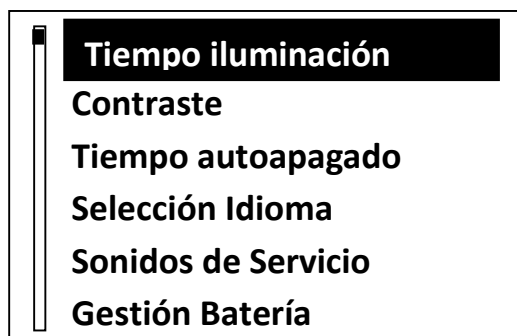 Tiempo iluminación
Contraste
Tiempo autoapagado
Selección Idioma
Sonidos de Servicio
Gestión Batería